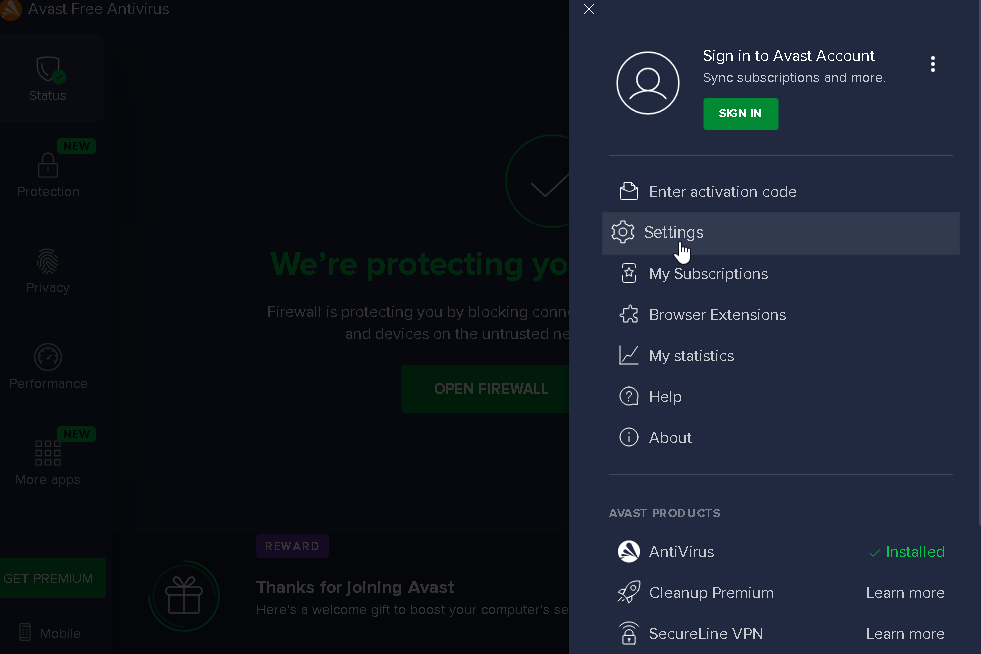 Avast Free Antivirus
Status
NEW
Protection
Privacy
Performance
NEW
More apps
GET PREMIUM
Mobile
We're protecting yo
Firewall is protecting you by blocking conn
and devices on the untrusted ne
OPEN FIREWALL
REWARD
Thanks for joining Avast
Here's a welcome gift to boost your computer's se
Sign in to Avast Account
Sync subscriptions and more.
SIGN IN
Enter activation code
Settings
My Subscriptions
Browser Extensions
My statistics
Help
About
AVAST PRODUCTS
AntiVirus Installed
Cleanup Premium Learn more
SecureLine VPN Learn more